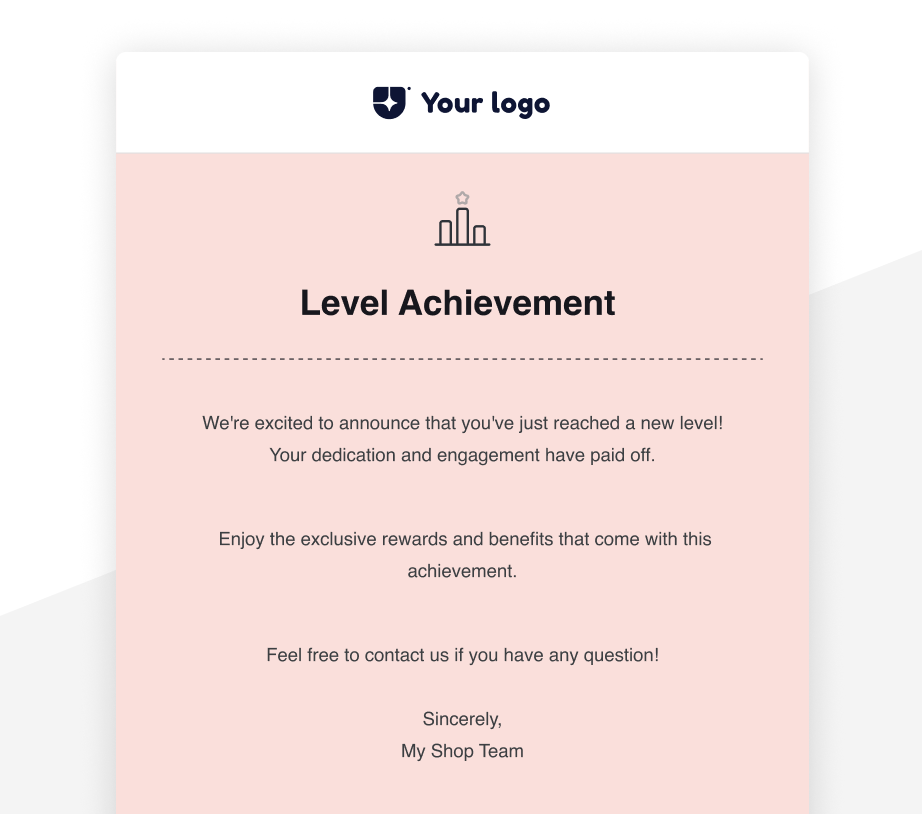 Your logo
Level Achievement
We're excited to announce that you've just reached a new level!
Your dedication and engagement have paid off.
Enjoy the exclusive rewards and benefits that come with this
achievement.
Feel free to contact us if you have any question!
Sincerely,
My Shop Team